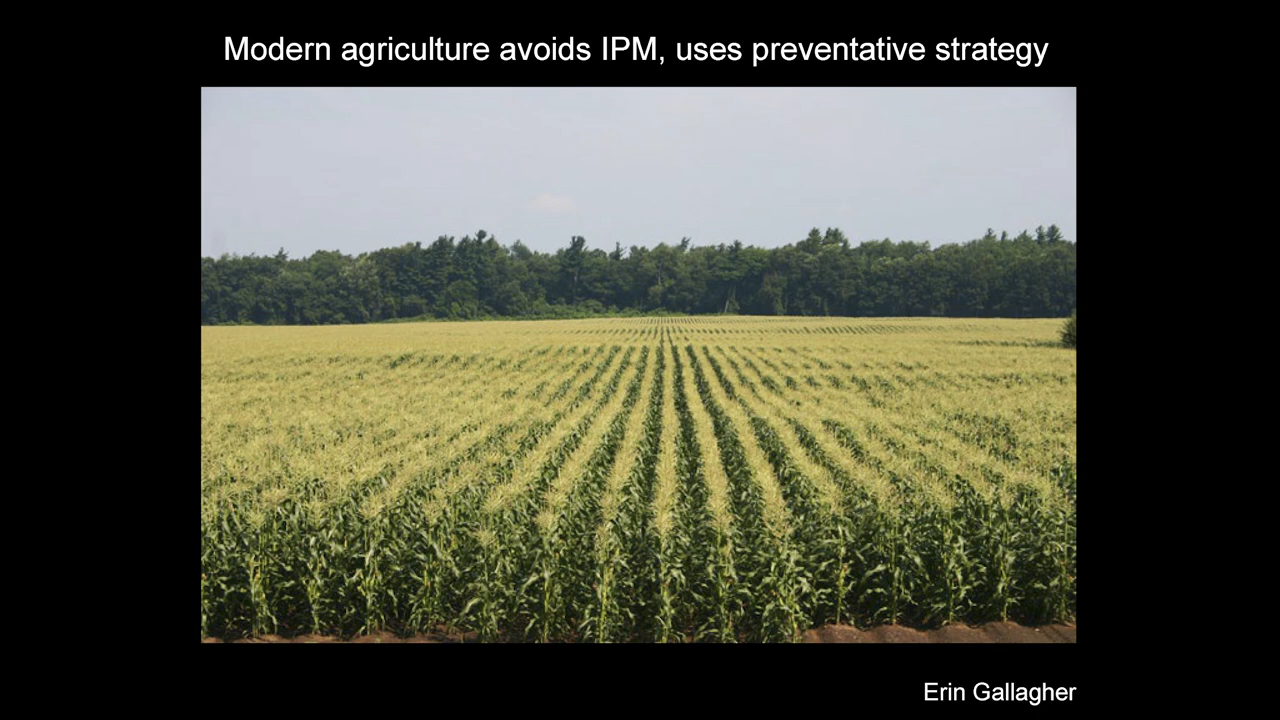 Modern agriculture avoids IPM, uses preventative strategy
Erin Gallagher